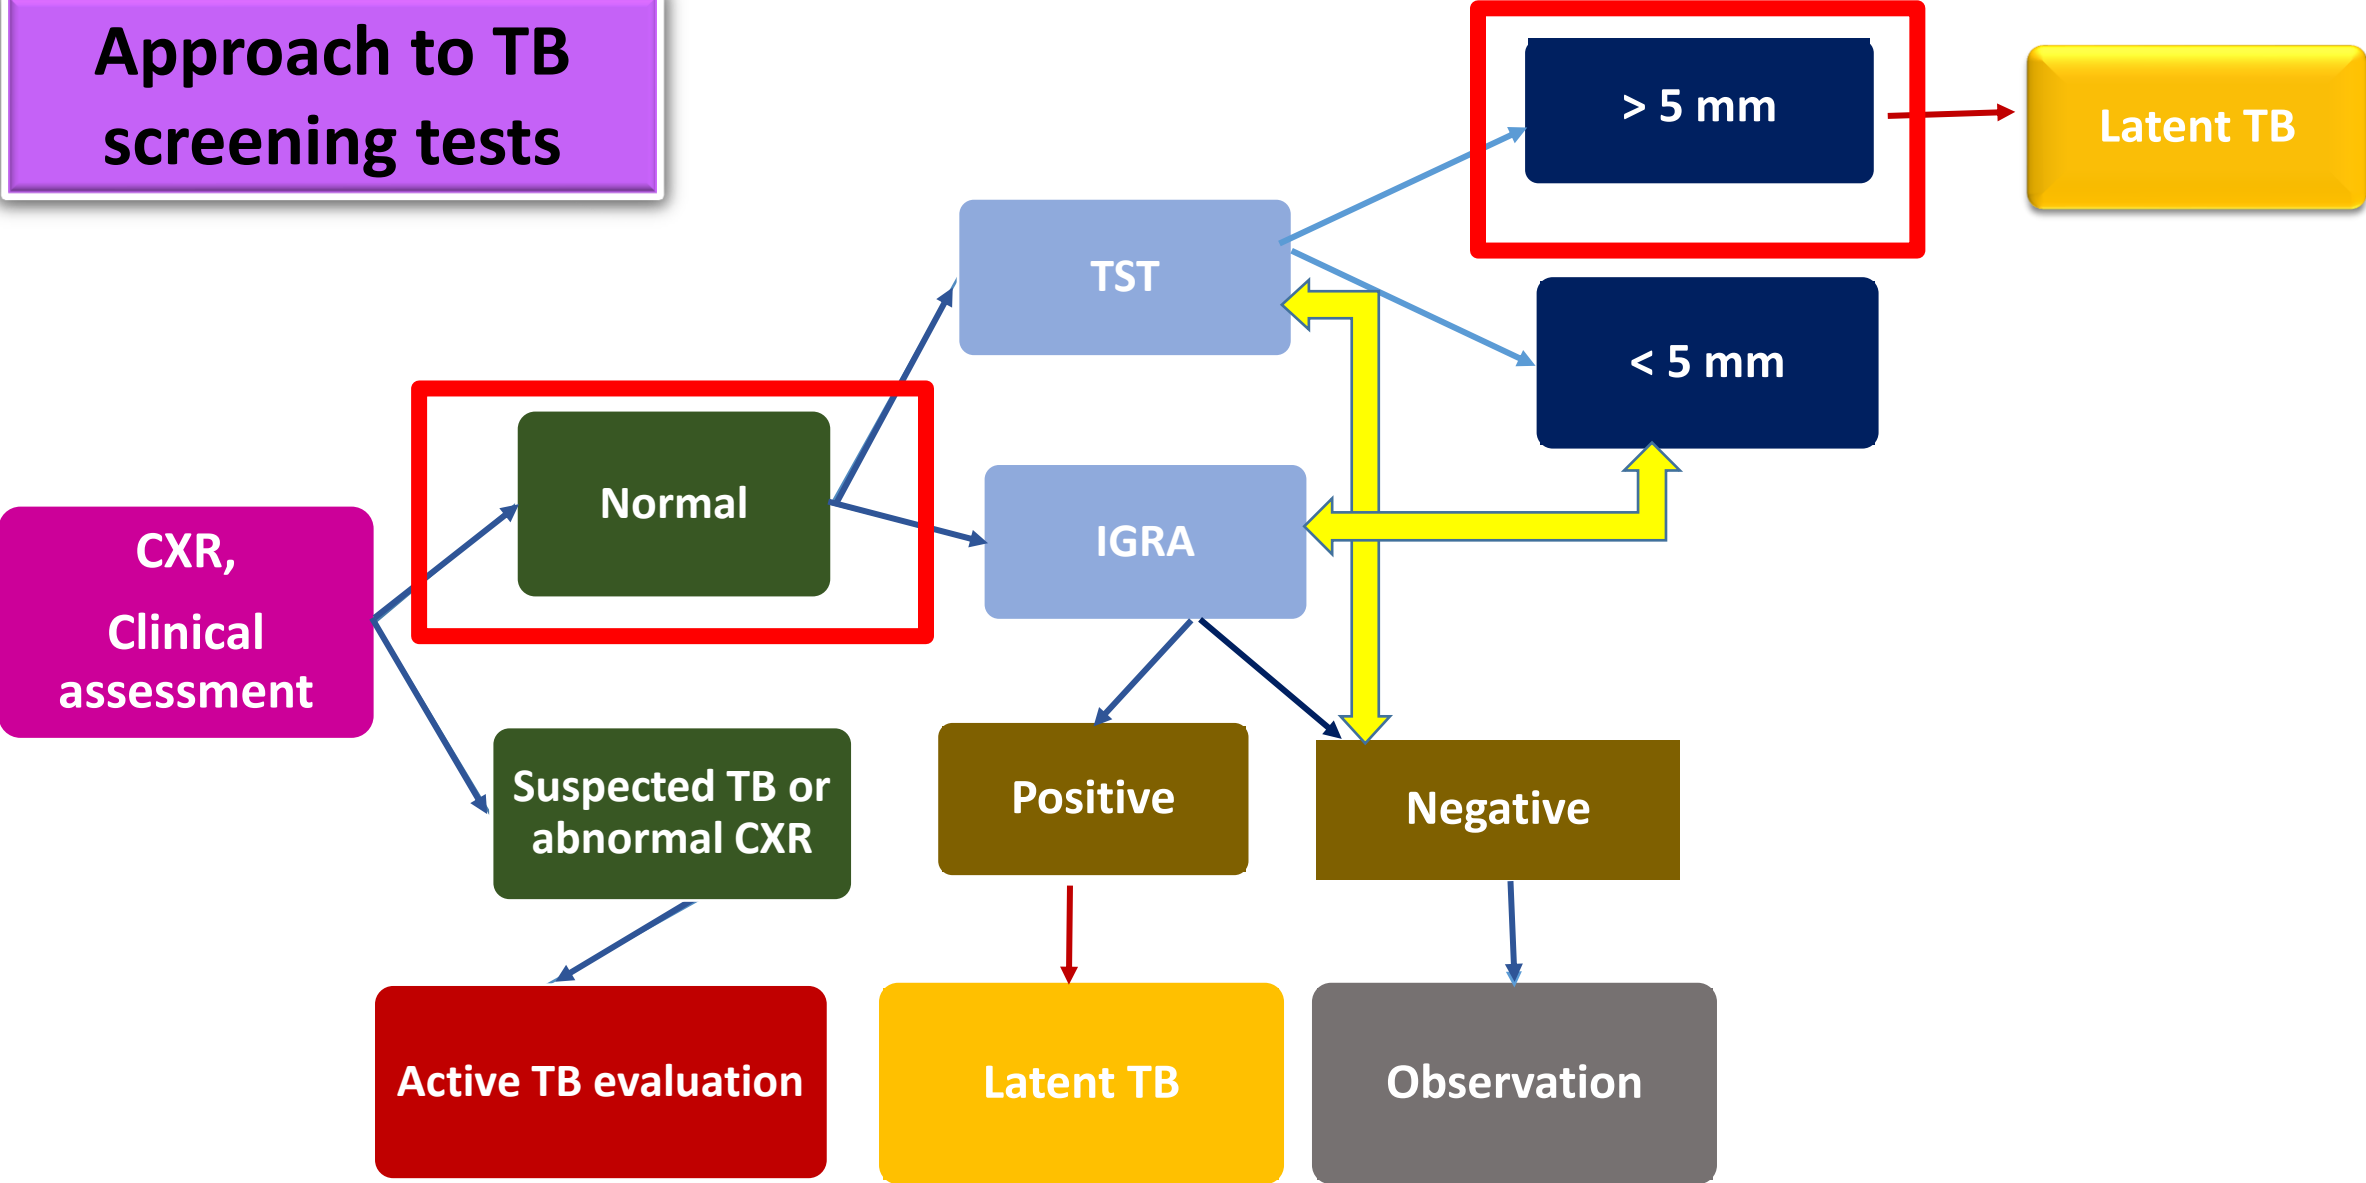 Approach to TB
screening tests
> 5 mm
Latent TB
TST
< 5 mm
Normal
IGRA
CXR,
Clinical
assessment
Suspected TB or
abnormal CXR
Positive
Negative
Active TB evaluation
Latent TB
Observation